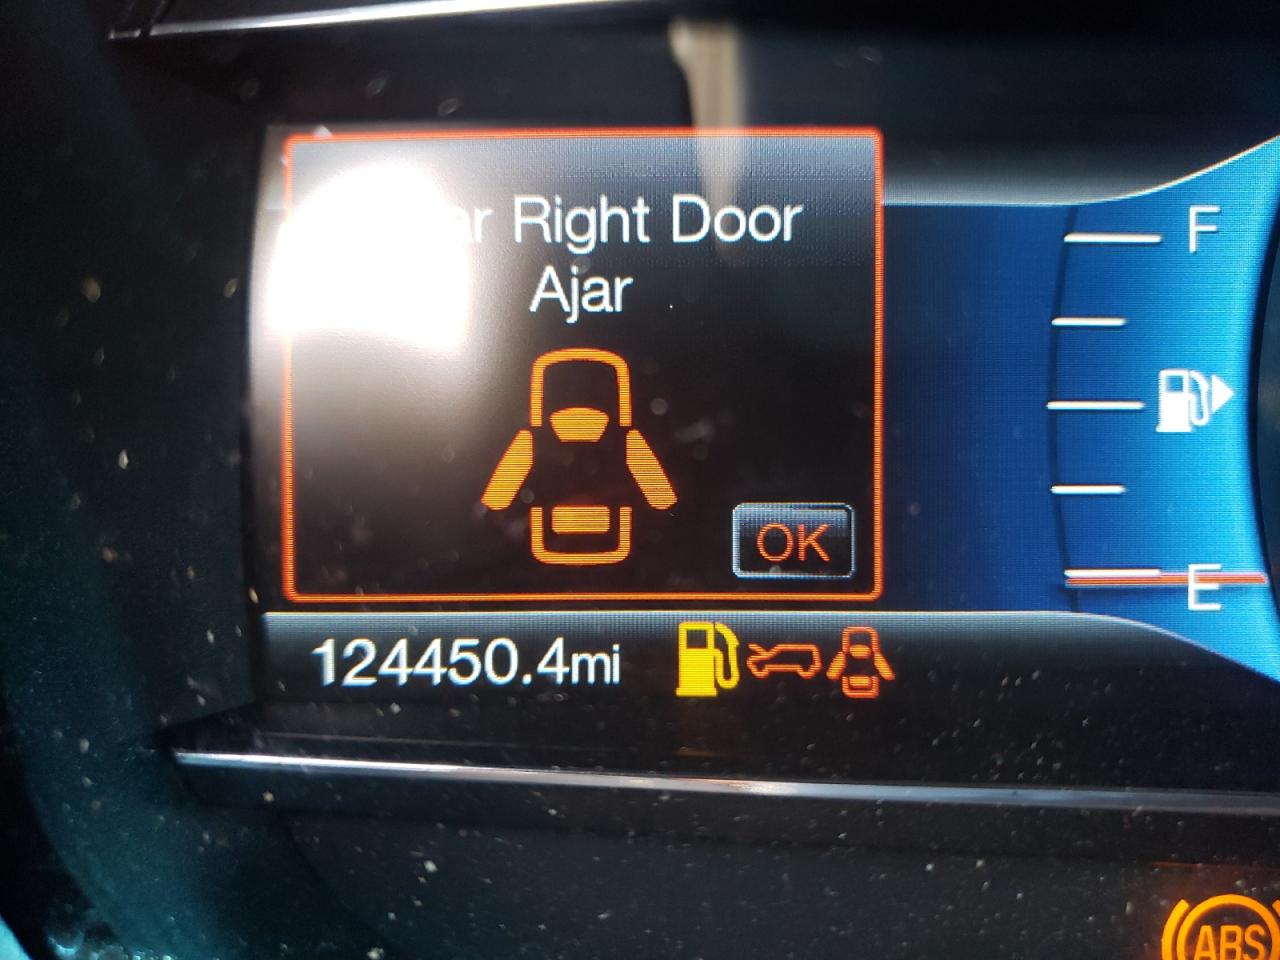 Right Door
Ajar
OK
124450.4mi
F
E
ABS